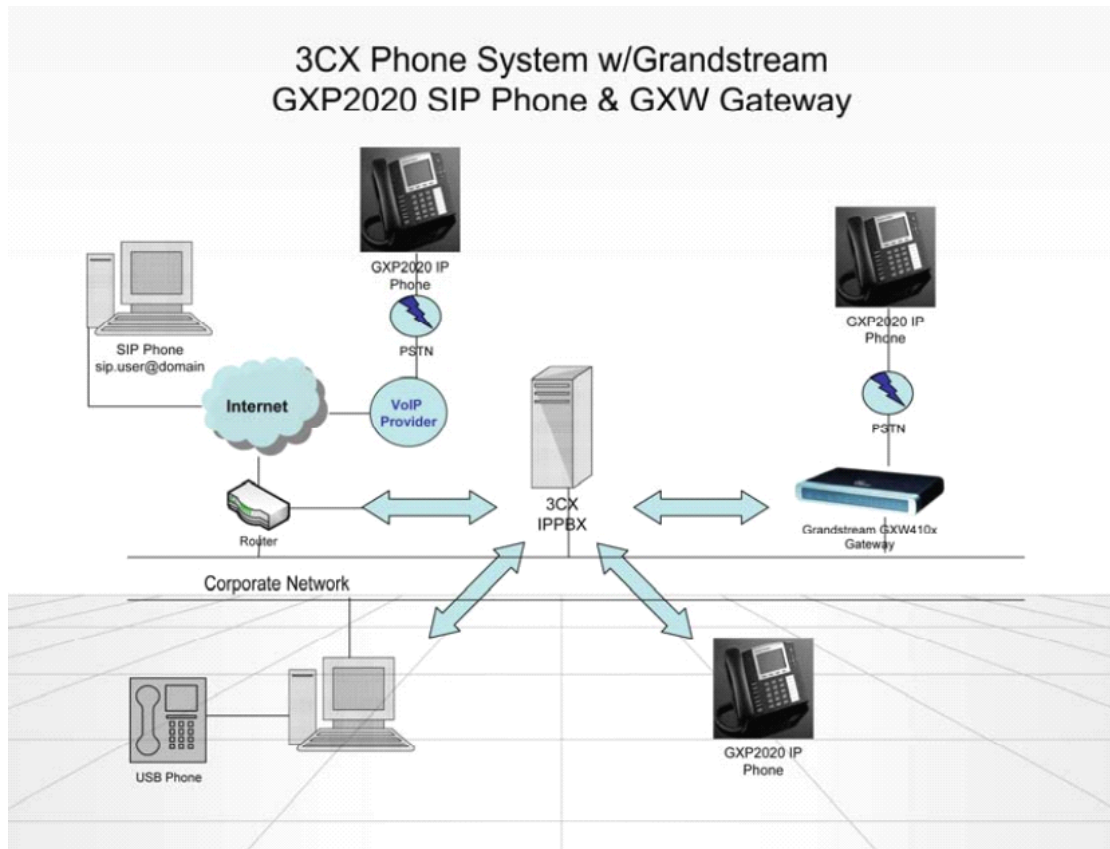 3CX Phone System w/Grandstream
GXP2020 SIP Phone & GXW Gateway
GXP2020 IP
Phone
PSTN
SIP Phone
sip.user@domain
Internet
VoIP
Provider
GXP2020 IP
Phone
PSTN
3CX
IPPBX
Router
Grandstream GXW410x
Gateway
Corporate Network
USB Phone
GXP2020 IP
Phone